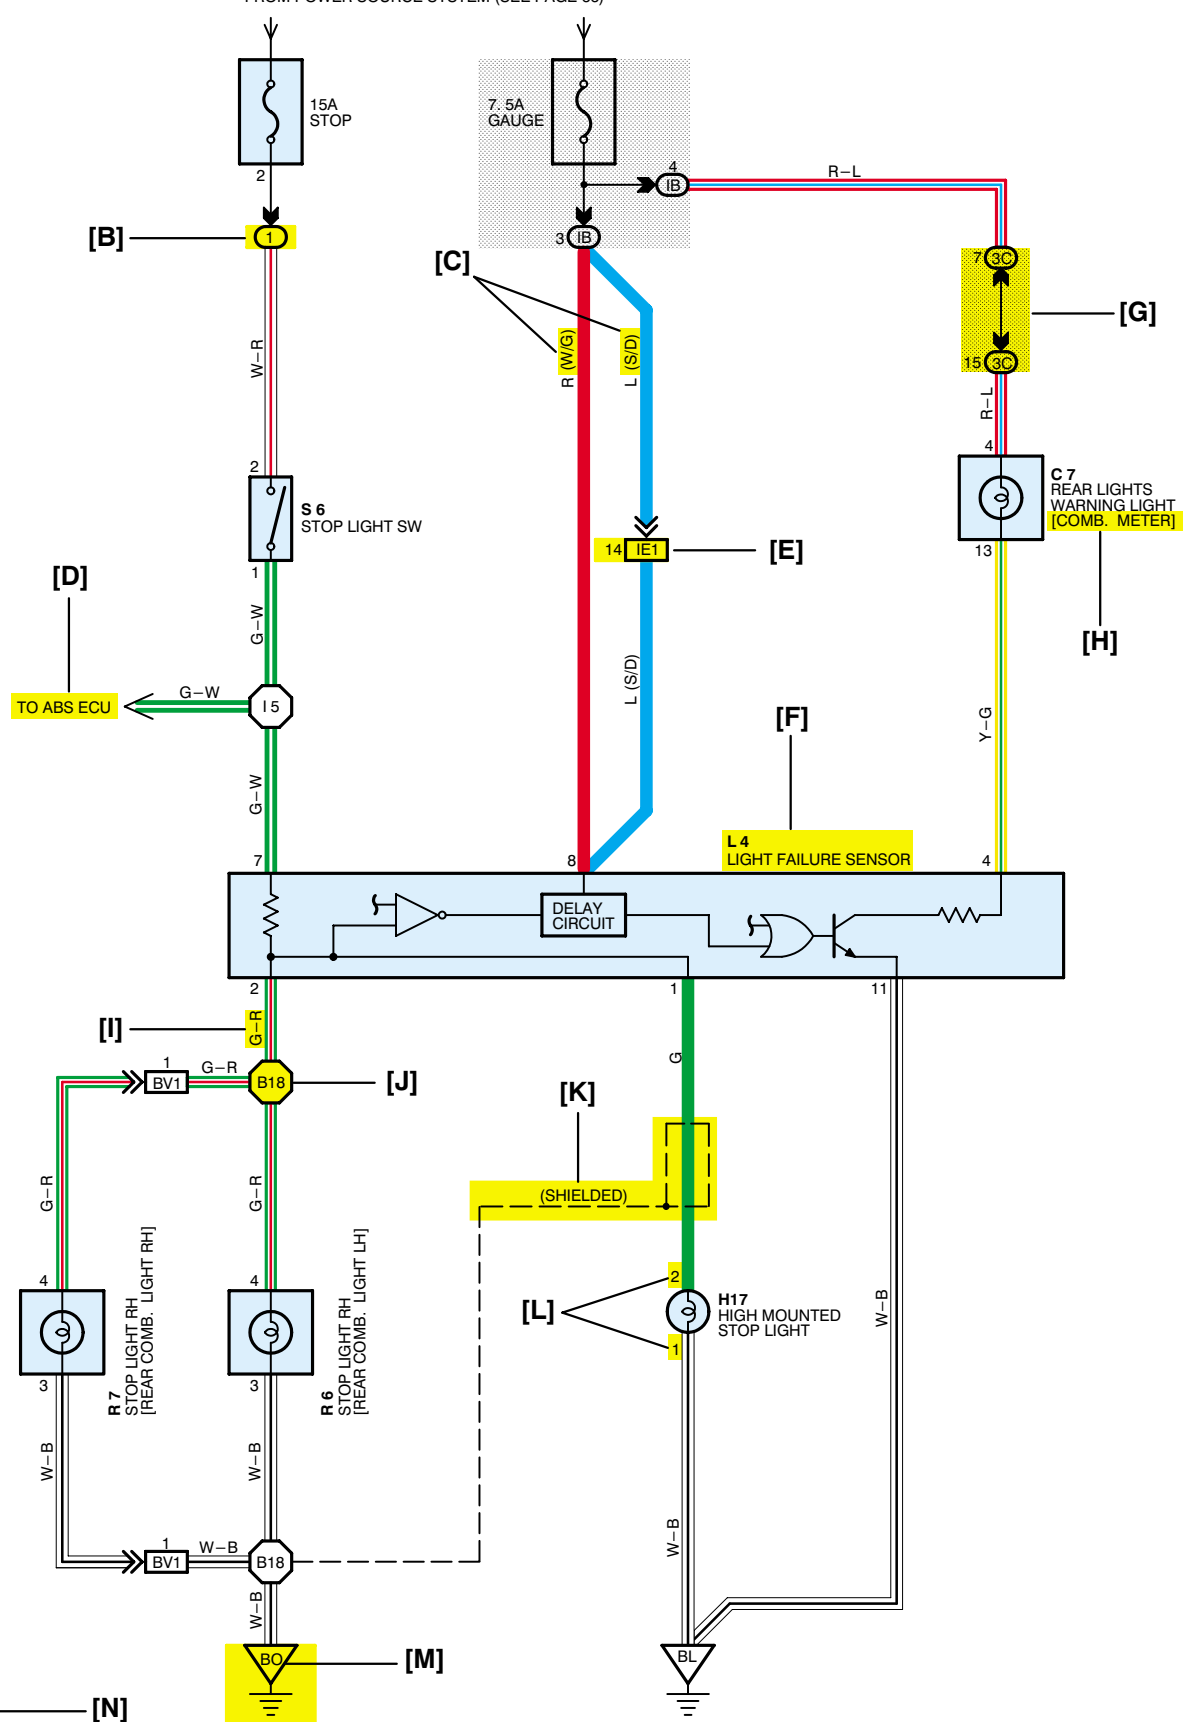 FROM POWER SOURCE SYSTEM (SEE PAGE
15A
STOP
7. 5A
GAUGE
2
4
IB
R–L
[B]
1
3
IB
[C]
7
3C
[G]
15
3C
W–R
R (W/G)
L (S/D)
R–L
2
S 6
STOP LIGHT SW
4
C 7
REAR LIGHTS
WARNING LIGHT
[COMB. METER]
14
IE1
[E]
13
1
[D]
G–W
[H]
L (S/D)
TO ABS ECU
G–W
I 5
[F]
Y–G
G–W
L 4
LIGHT FAILURE SENSOR
7
8
4
DELAY
CIRCUIT
2
1
11
[I]
G–R
G
1
BV1
G–R
B18
[J]
[K]
G–R
G–R
(SHIELDED)
4
R 7
STOP LIGHT RH
[REAR COMB. LIGHT RH]
4
R 6
STOP LIGHT RH
[REAR COMB. LIGHT LH]
2
[L]
H17
HIGH MOUNTED
STOP LIGHT
1
W–B
3
3
W–B
W–B
W–B
1
BV1
W–B
B18
W–B
BO
[M]
BL
[N]